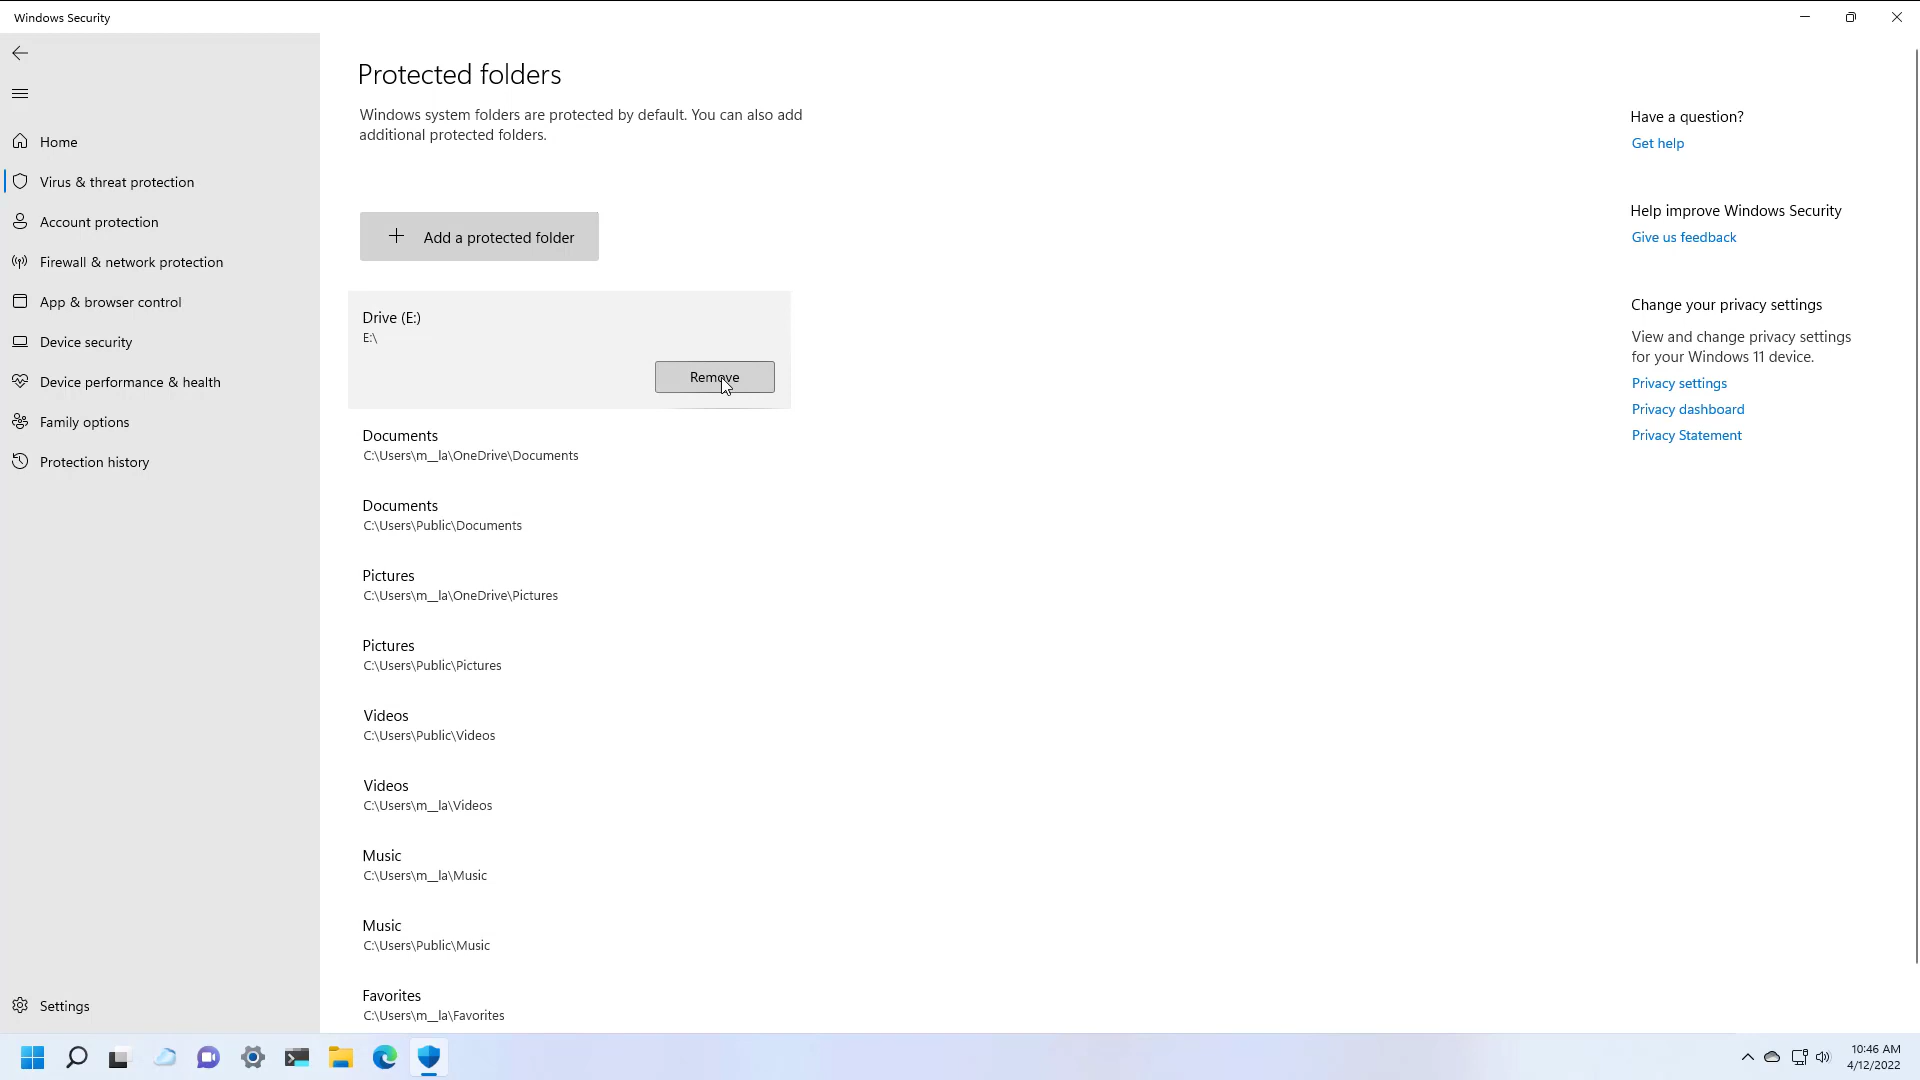 Windows Security
Home
Virus & threat protection
Account protection
Firewall & network protection
App & browser control
Device security
Device performance & health
Family options
Protection history
Settings
Protected folders
Windows system folders are protected by default. You can also add
additional protected folders.
Add a protected folder
Drive (E:)
E:\
Remove
Documents
C:\Users\m__la\OneDrive\Documents
Documents
C:\Users\Public\Documents
Pictures
C:\Users\m__la\OneDrive\Pictures
Pictures
C:\Users\Public\Pictures
Videos
C:\Users\Public\Videos
Videos
C:\Users\m__la\Videos
Music
C:\Users\m__la\Music
Music
C:\Users\Public\Music
Favorites
C:\Users\m__la\Favorites
Have a question?
Get help
Help improve Windows Security
Give us feedback
Change your privacy settings
View and change privacy settings
for your Windows 11 device.
Privacy settings
Privacy dashboard
Privacy Statement
10:46 AM
4/12/2022